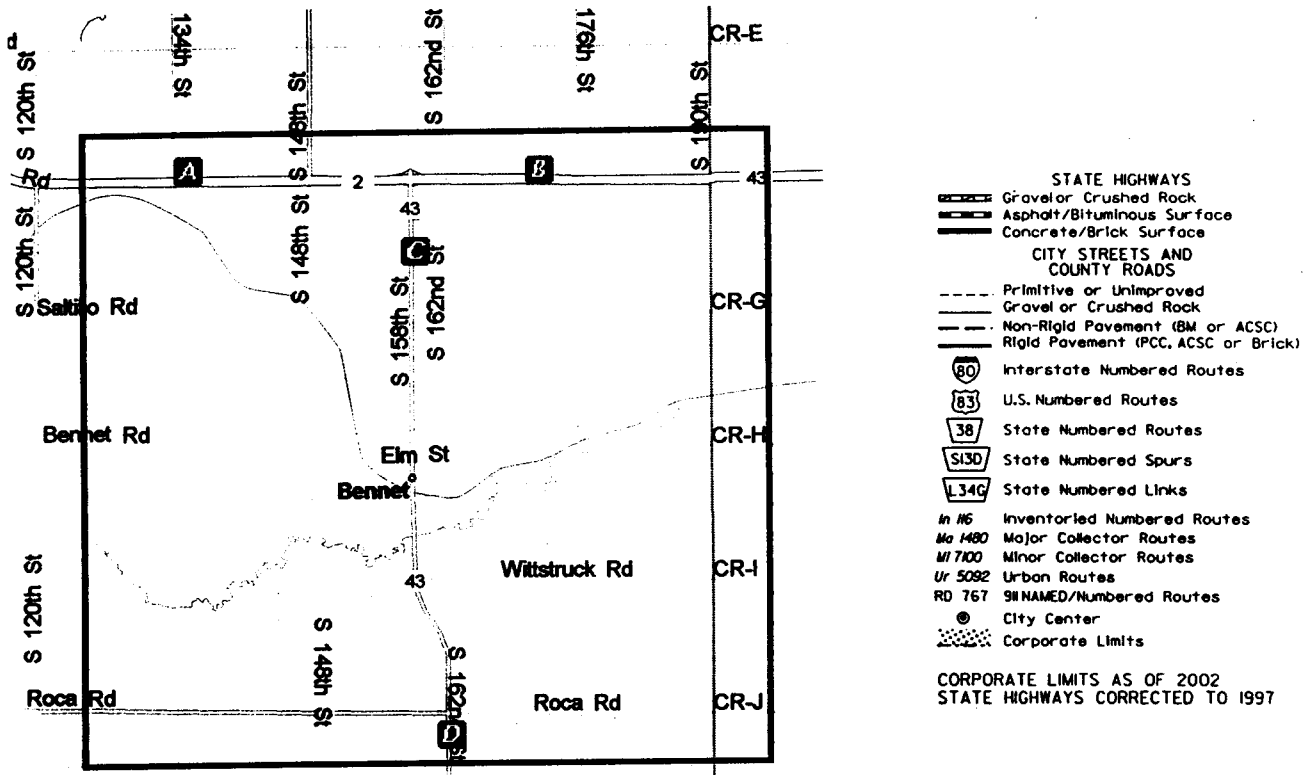 d
S 120th St
134th St
S 148th St
S 162nd St
176th St
CR-E
S 190th St
Rd
A
2
B
43
43
S 120th St
S 148th St
C
S 158th St
S 162nd St
Saltillo Rd
CR-G
Bennet Rd
CR-H
Elm St
Bennet
S 120th St
43
Wittstruck Rd
CR-I
S 148th St
S 162nd St
Roca Rd
Roca Rd
CR-J
D
STATE HIGHWAYS
Gravel or Crushed Rock
Asphalt/Bituminous Surface
Concrete/Brick Surface
CITY STREETS AND
COUNTY ROADS
Primitive or Unimproved
Gravel or Crushed Rock
Non-Rigid Pavement (BM or ACSC)
Rigid Pavement (PCC, ACSC or Brick)
80 Interstate Numbered Routes
83 U.S. Numbered Routes
38 State Numbered Routes
S13D State Numbered Spurs
L34G State Numbered Links
In 116 Inventoried Numbered Routes
Ma 1480 Major Collector Routes
MI 7100 Minor Collector Routes
Ur 5092 Urban Routes
RD 767 911 NAMED/Numbered Routes
City Center
Corporate Limits
CORPORATE LIMITS AS OF 2002
STATE HIGHWAYS CORRECTED TO 1997